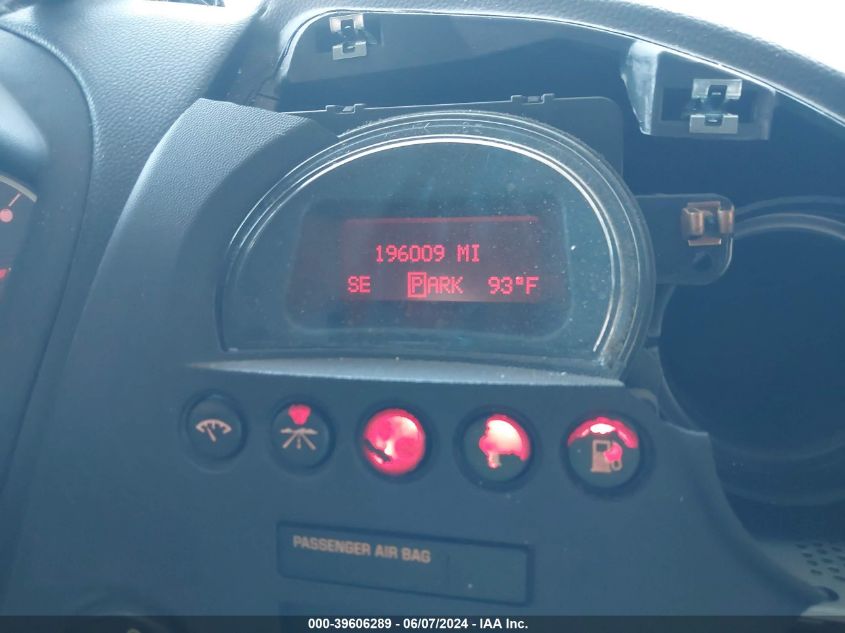 196009 MI
SE PARK 93°F
PASSENGER AIR BAG
000-39606289 - 06/07/2024 - IAA Inc.